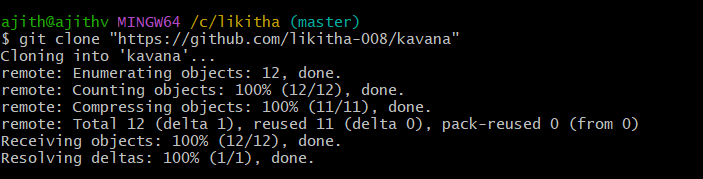 ajith@ajithv MINGW64 /c/likitha (master)
$ git clone "https://github.com/likitha-008/kavana"
Cloning into 'kavana'...
remote: Enumerating objects: 12, done.
remote: Counting objects: 100% (12/12), done.
remote: Compressing objects: 100% (11/11), done.
remote: Total 12 (delta 1), reused 11 (delta 0), pack-reused 0 (from 0)
Receiving objects: 100% (12/12), done.
Resolving deltas: 100% (1/1), done.